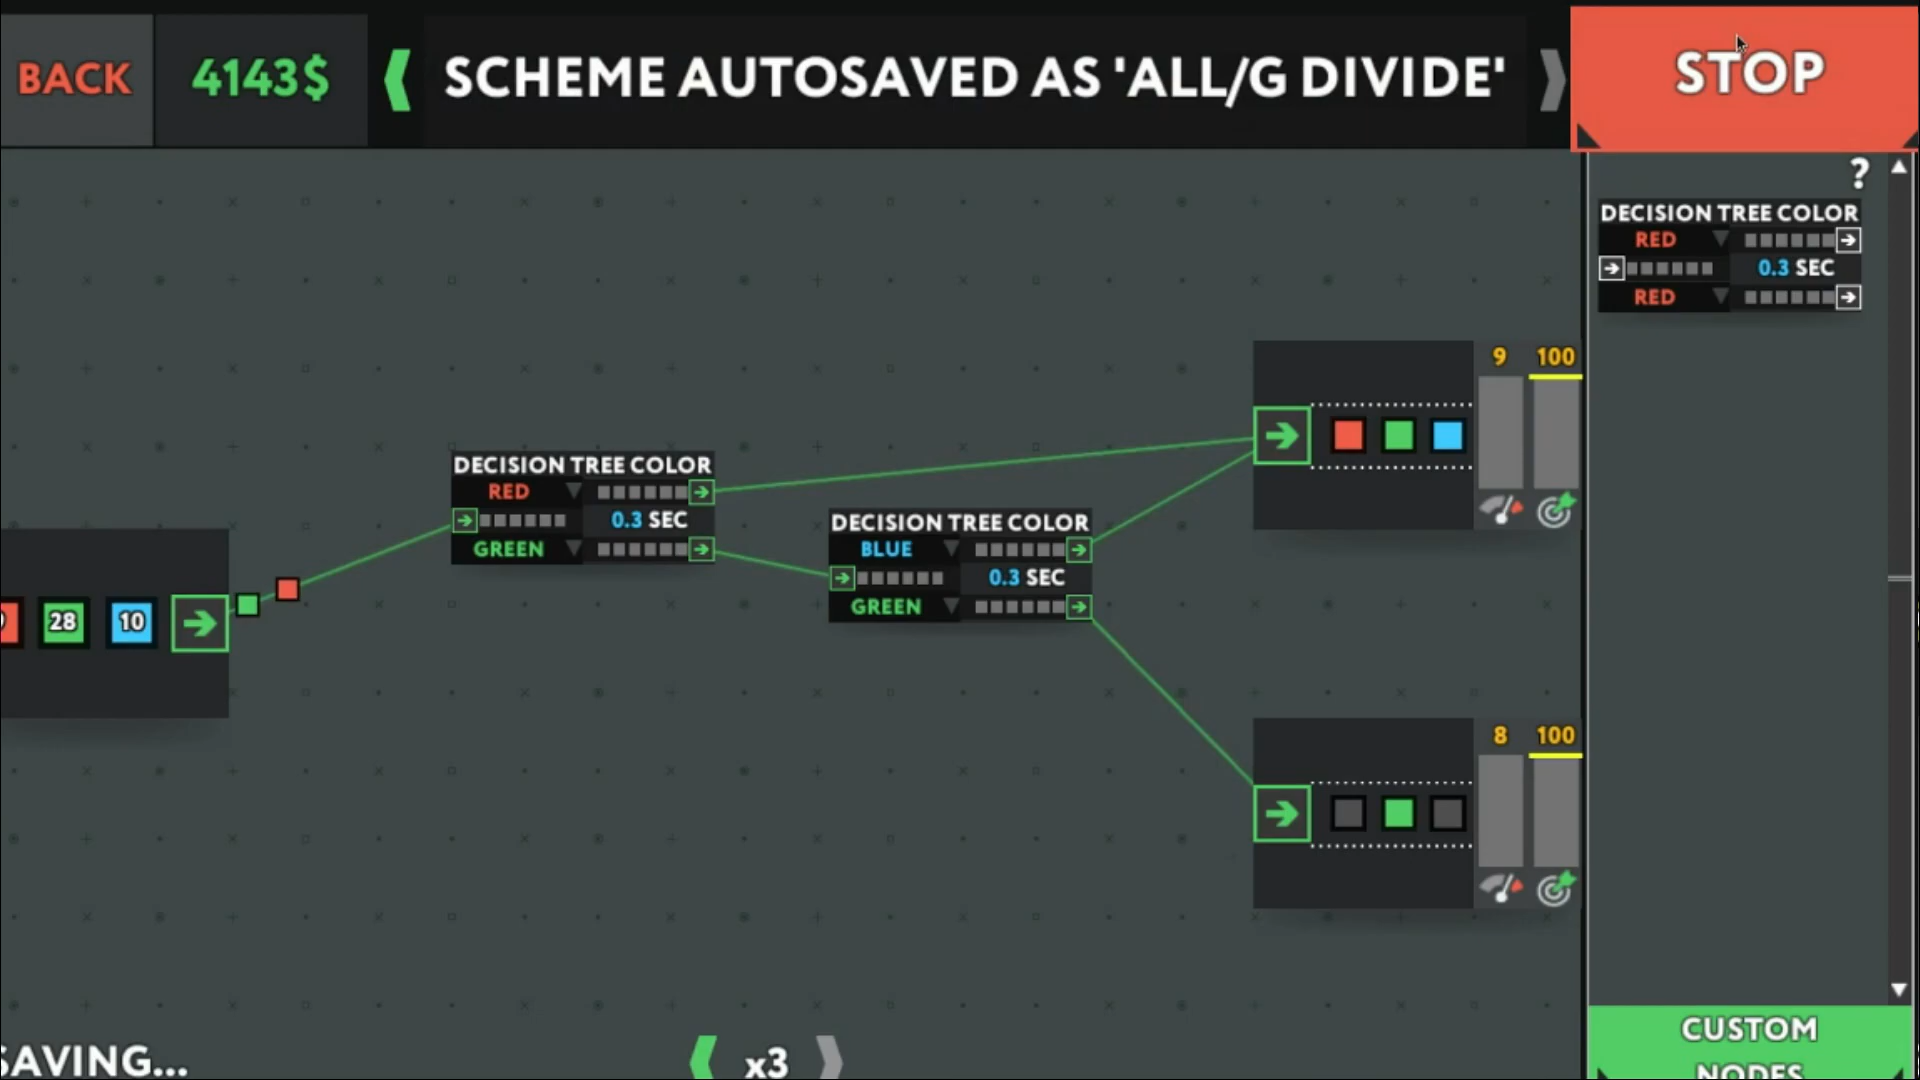 BACK
4143$
SCHEME AUTOSAVED AS 'ALL/G DIVIDE'
STOP
?
DECISION TREE COLOR
RED
0.3 SEC
RED
9 100
DECISION TREE COLOR
RED
0.3 SEC
GREEN
DECISION TREE COLOR
BLUE
0.3 SEC
GREEN
28 10
8 100
SAVING...
x3
CUSTOM
NODES